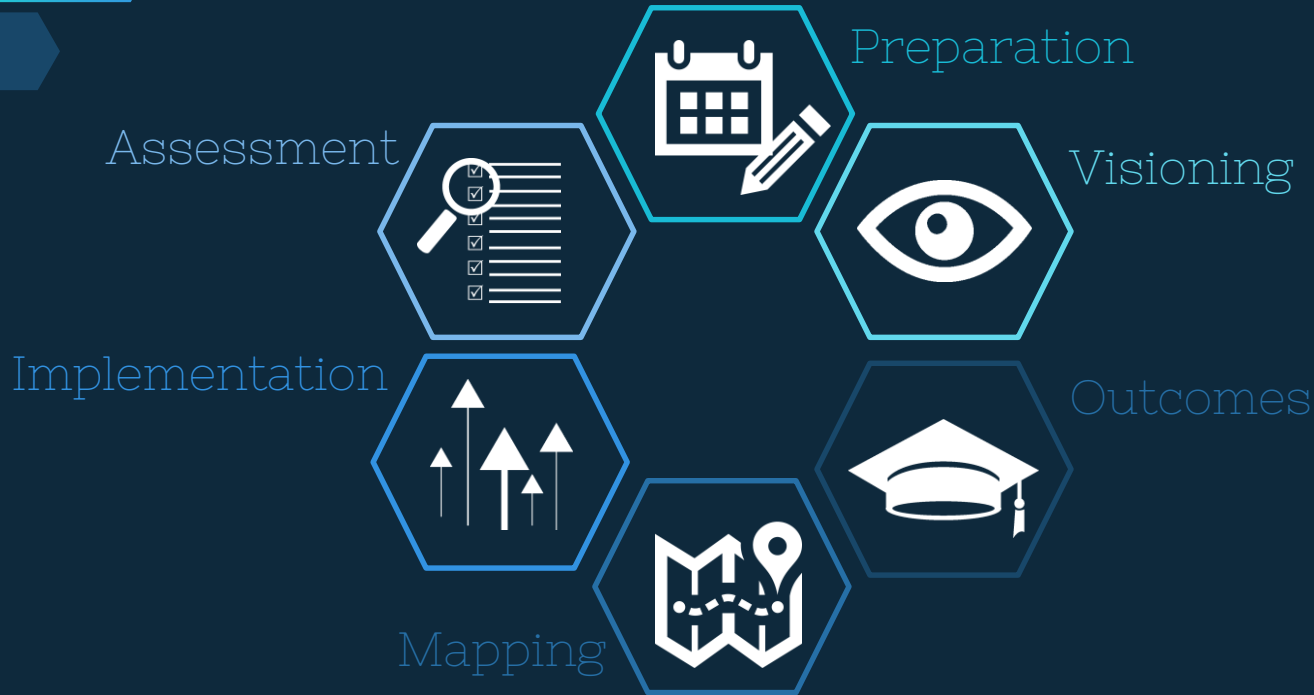 Preparation
Assessment
Visioning
Implementation
Outcomes
Mapping